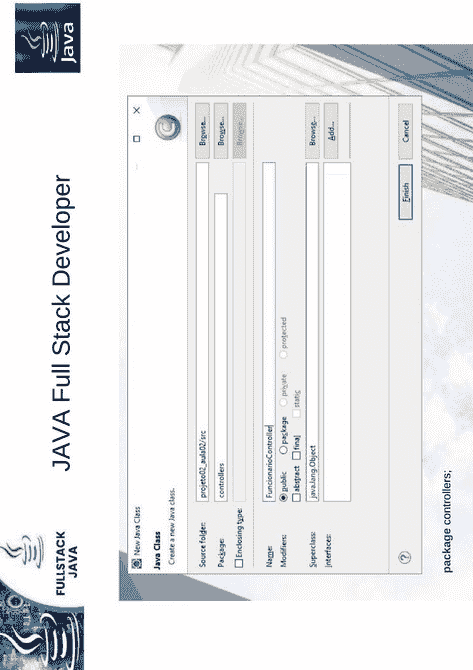 JAVA Full Stack Developer
FULLSTACK
JAVA
Java
New Java Class
Java Class
Create a new Java class.
Source folder: projeto02_aula02/src Browse...
Package: controllers Browse...
Enclosing type: Browse...
Name: FuncionarioController
Modifiers: public package private protected
abstract final static
Superclass: java.lang.Object Browse...
Interfaces: Add...
? Finish Cancel
package controllers;